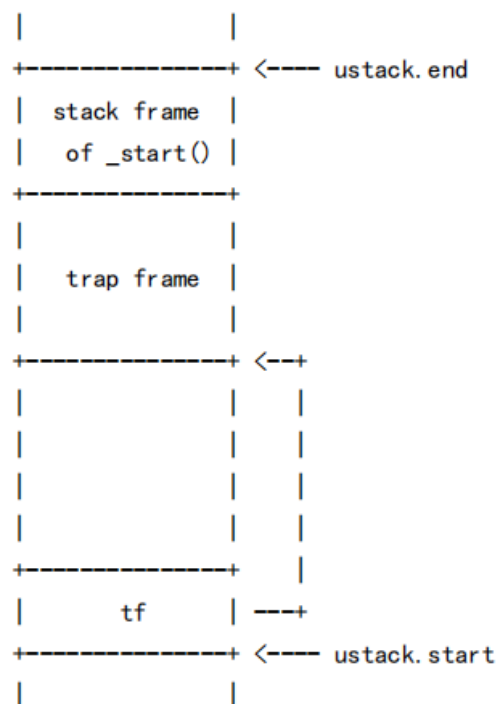 ustack.end
stack frame
of _start()
trap frame
tf
ustack.start